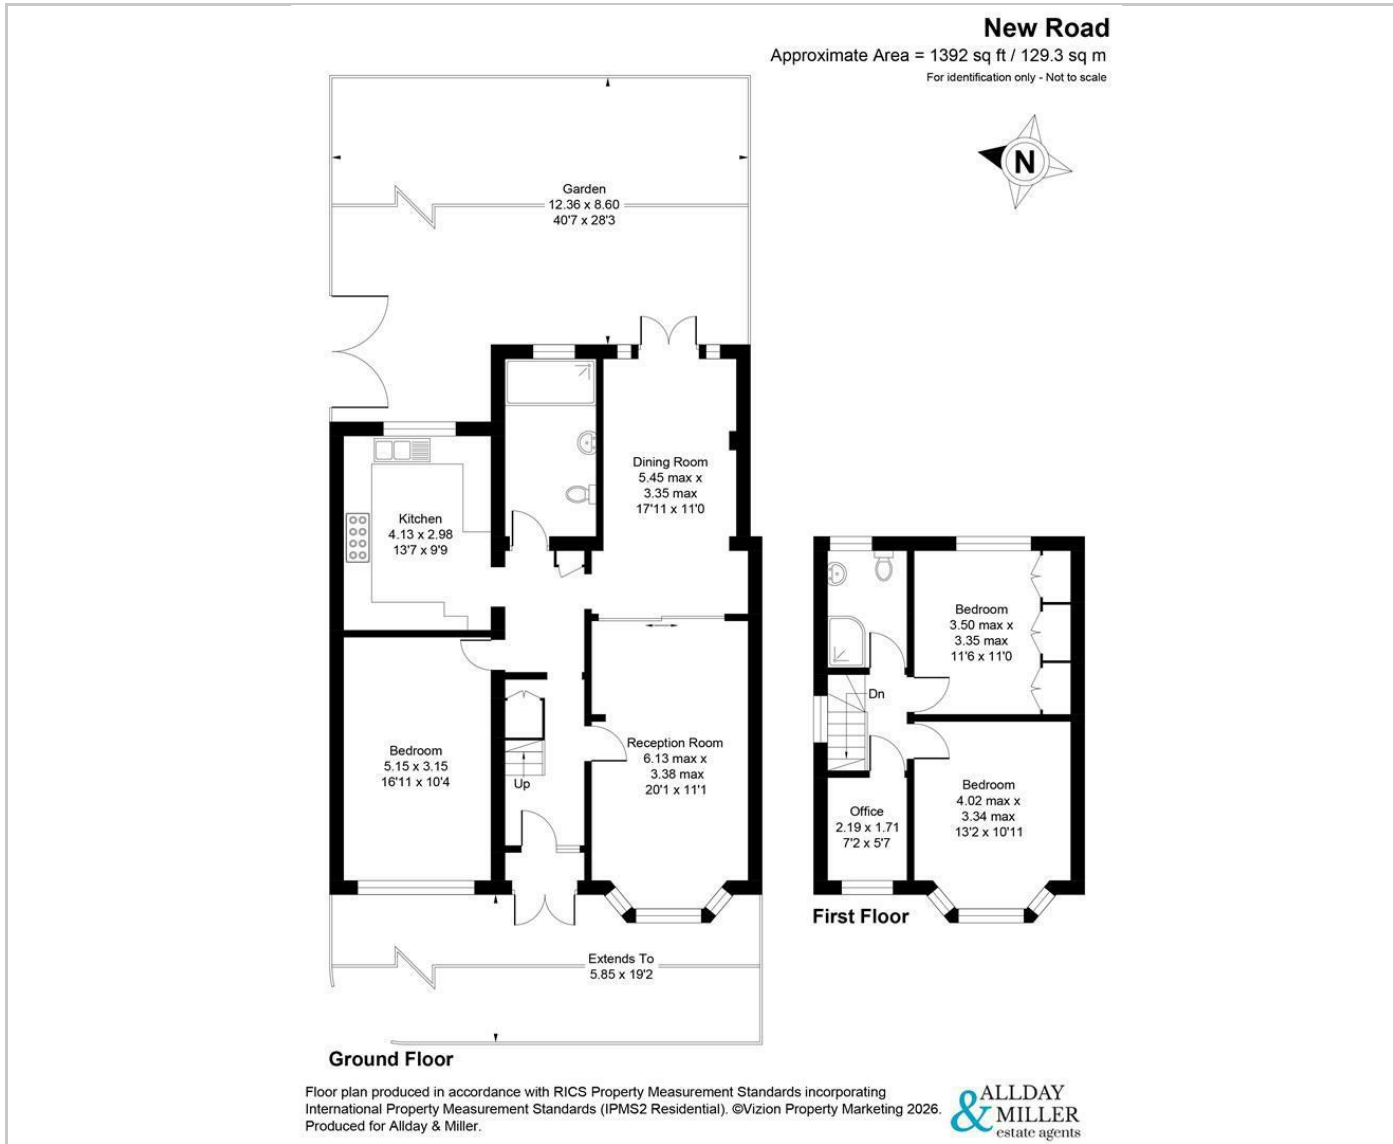 New Road
Approximate Area = 1392 sq ft / 129.3 sq m
For identification only - Not to scale
N
Garden
12.36 x 8.60
40'7 x 28'3
Dining Room
5.45 max x
3.35 max
17'11 x 11'0
Kitchen
4.13 x 2.98
13'7 x 9'9
Bedroom
5.15 x 3.15
16'11 x 10'4
Up
Reception Room
6.13 max x
3.38 max
20'1 x 11'1
Extends To
5.85 x 19'2
Ground Floor
Bedroom
3.50 max x
3.35 max
11'6 x 11'0
Dn
Office
2.19 x 1.71
7'2 x 5'7
Bedroom
4.02 max x
3.34 max
13'2 x 10'11
First Floor
Floor plan produced in accordance with RICS Property Measurement Standards incorporating
International Property Measurement Standards (IPMS2 Residential). ©Vizion Property Marketing 2026.
Produced for Allday & Miller.
ALLDAY
& MILLER
estate agents